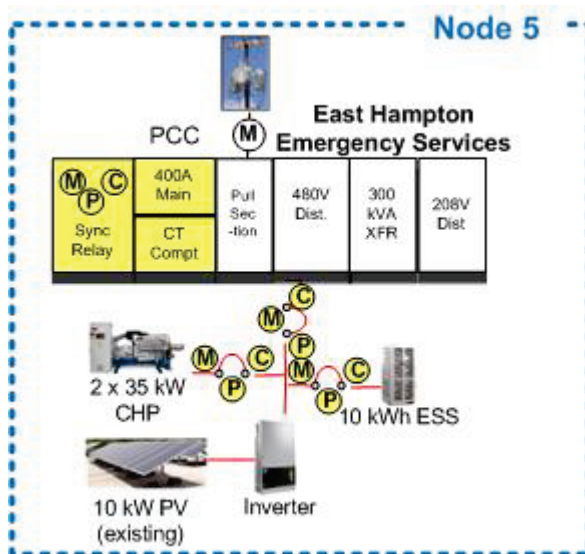 Node 5
East Hampton
Emergency Services
PCC
M
M
P
C
Sync
Relay
400A
Main
CT
Compt
Pull
Sec
-tion
480V
Dist.
300
kVA
XFR
208V
Dist
C
M
P
M
P
C
2 x 35 kW
CHP
M
P
C
10 kWh ESS
10 kW PV
(existing)
Inverter